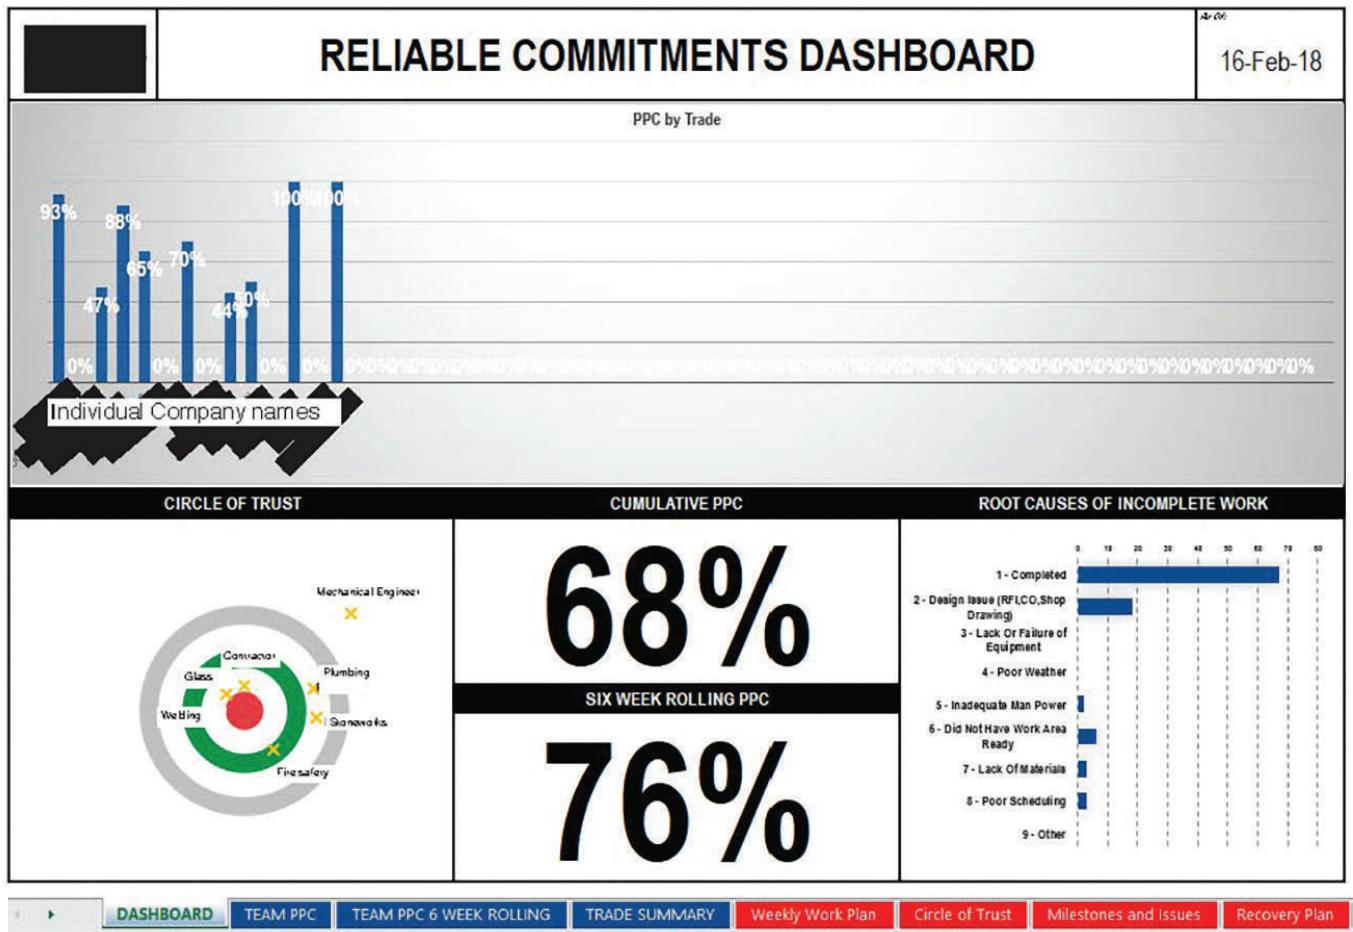 RELIABLE COMMITMENTS DASHBOARD
16-Feb-18
PPC by Trade
93%
0%
47%
88%
65%
0%
70%
0%
44%
50%
0%
100%
0%
100%
Individual Company names
CIRCLE OF TRUST
CUMULATIVE PPC
ROOT CAUSES OF INCOMPLETE WORK
Mechanical Engineer
Glass
Plumbing
Welding
Stoneworks
Fire safety
68%
SIX WEEK ROLLING PPC
76%
0 10 20 30 40 50 60 70 80
1 - Completed
2 - Design Issue (RFI,CO,Shop
Drawing)
3 - Lack Or Failure of
Equipment
4 - Poor Weather
5 - Inadequate Man Power
6 - Did Not Have Work Area
Ready
7 - Lack Of Materials
8 - Poor Scheduling
9 - Other
DASHBOARD TEAM PPC TEAM PPC 6 WEEK ROLLING TRADE SUMMARY Weekly Work Plan Circle of Trust Milestones and Issues Recovery Plan